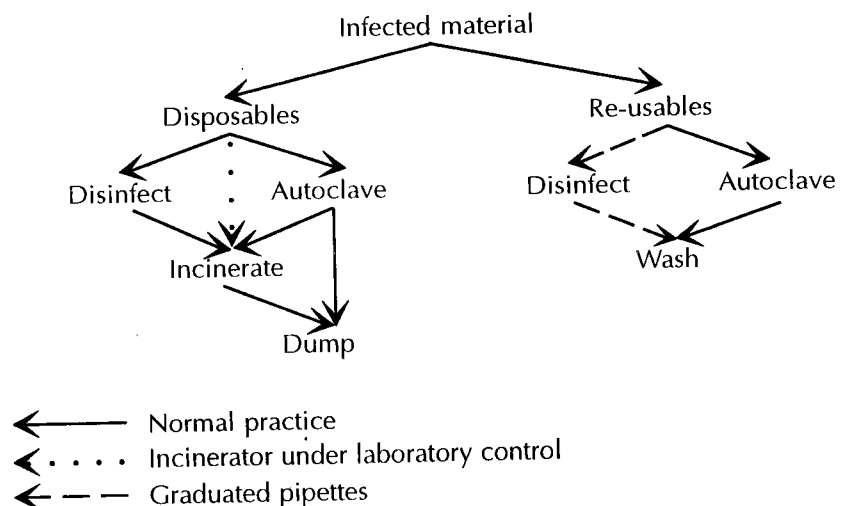 Infected material
Disposables
Re-usables
Disinfect
Autoclave
Disinfect
Autoclave
Incinerate
Wash
Dump
Normal practice
Incinerator under laboratory control
Graduated pipettes